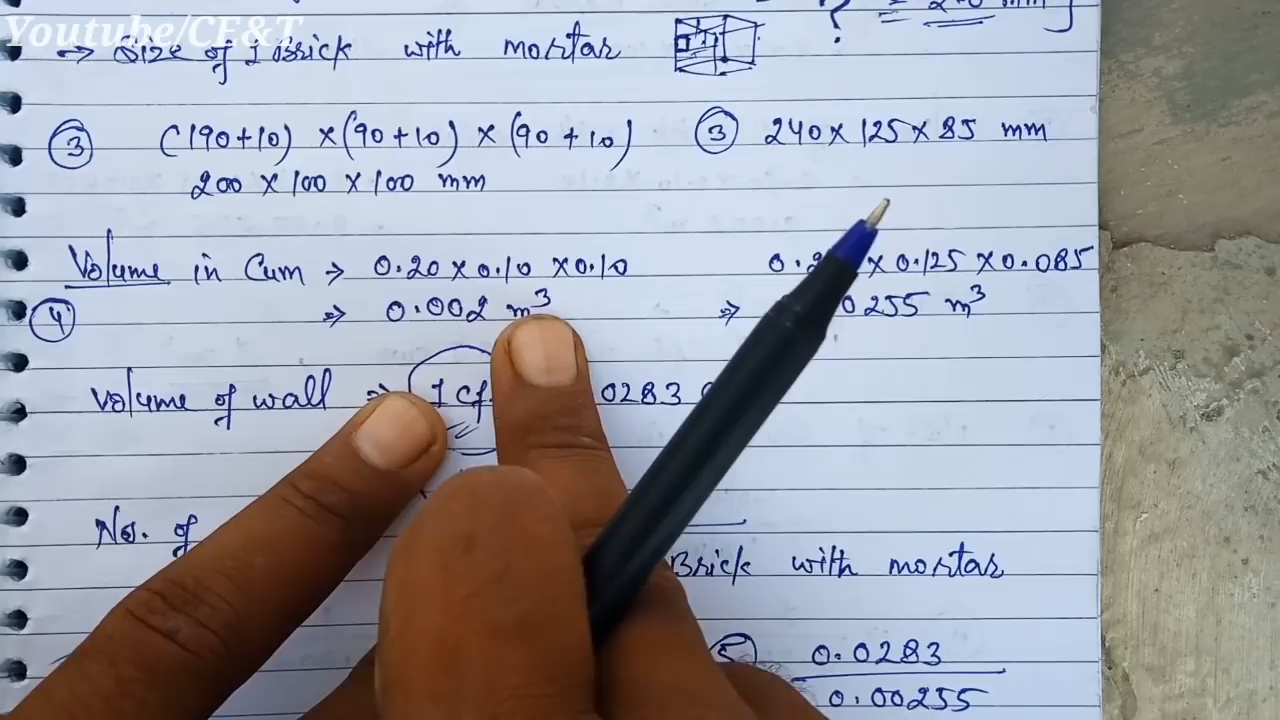 Youtube/CF&T
= 240 mm ]
?
→ Size of 1 Brick with mortar
③ (190+10) × (90+10) × (90+10)
200 × 100 × 100 mm
③ 240 × 125 × 85 mm
Volume in Cum → 0.20 × 0.10 × 0.10
④ ⇒ 0.002 m³
× 0.125 × 0.085
⇒ 0255 m³
Volume of wall ⇒ 1 Cf 0283
No. of
Brick with mortar
⑤ 0.0283
0.00255